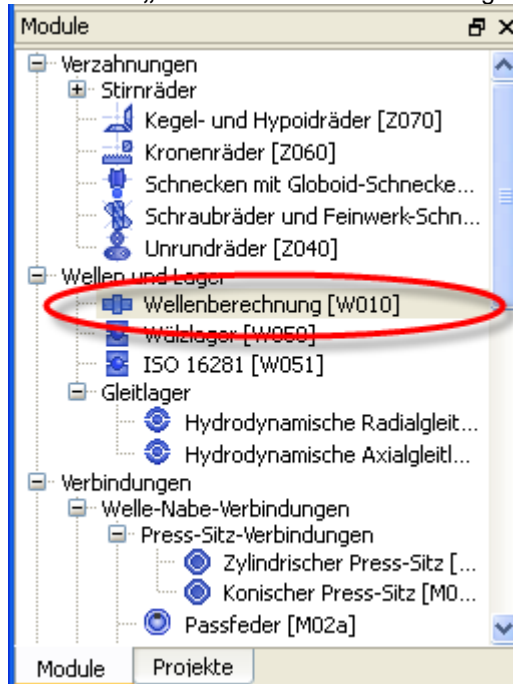 Module
Verzahnungen
Stirnräder
Kegel- und Hypoidräder [Z070]
Kronenräder [Z060]
Schnecken mit Globoid-Schnecke...
Schraubräder und Feinwerk-Schn...
Unrundräder [Z040]
Wellen und Lager
Wellenberechnung [W010]
Wälzlager [W050]
ISO 16281 [W051]
Gleitlager
Hydrodynamische Radialgleit...
Hydrodynamische Axialgleitl...
Verbindungen
Welle-Nabe-Verbindungen
Press-Sitz-Verbindungen
Zylindrischer Press-Sitz [...
Konischer Press-Sitz [M0...
Passfeder [M02a]
Module Projekte